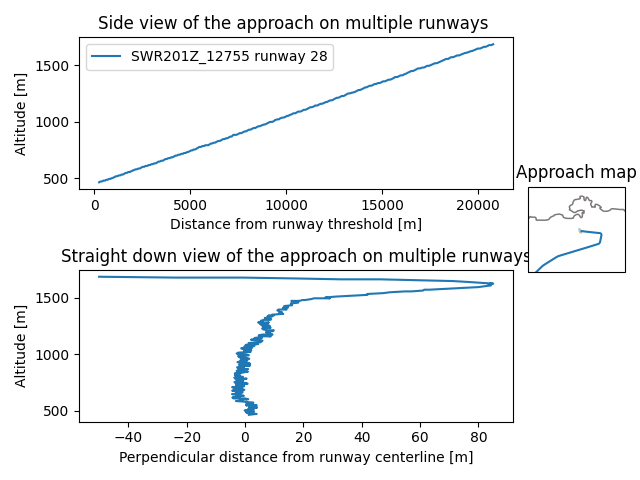 Side view of the approach on multiple runways
SWR201Z_12755 runway 28
Altitude [m]
1500
1000
500
0
5000
10000
15000
20000
Distance from runway threshold [m]
Approach map
Straight down view of the approach on multiple runways
Altitude [m]
1500
1000
500
−40
−20
0
20
40
60
80
Perpendicular distance from runway centerline [m]